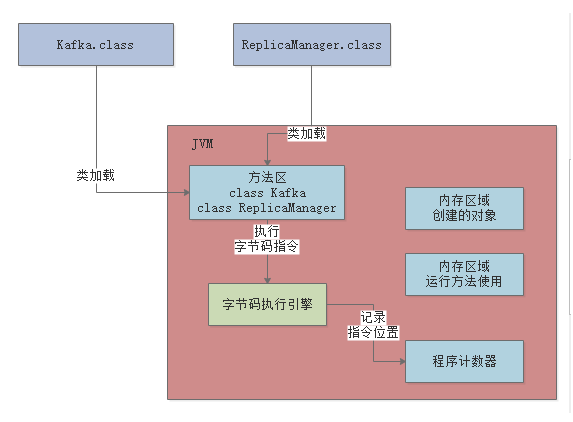 Kafka.class
ReplicaManager.class
JVM
类加载
类加载
方法区
class Kafka
class ReplicaManager
内存区域
创建的对象
执行
字节码指令
内存区域
运行方法使用
字节码执行引擎
记录
指令位置
程序计数器